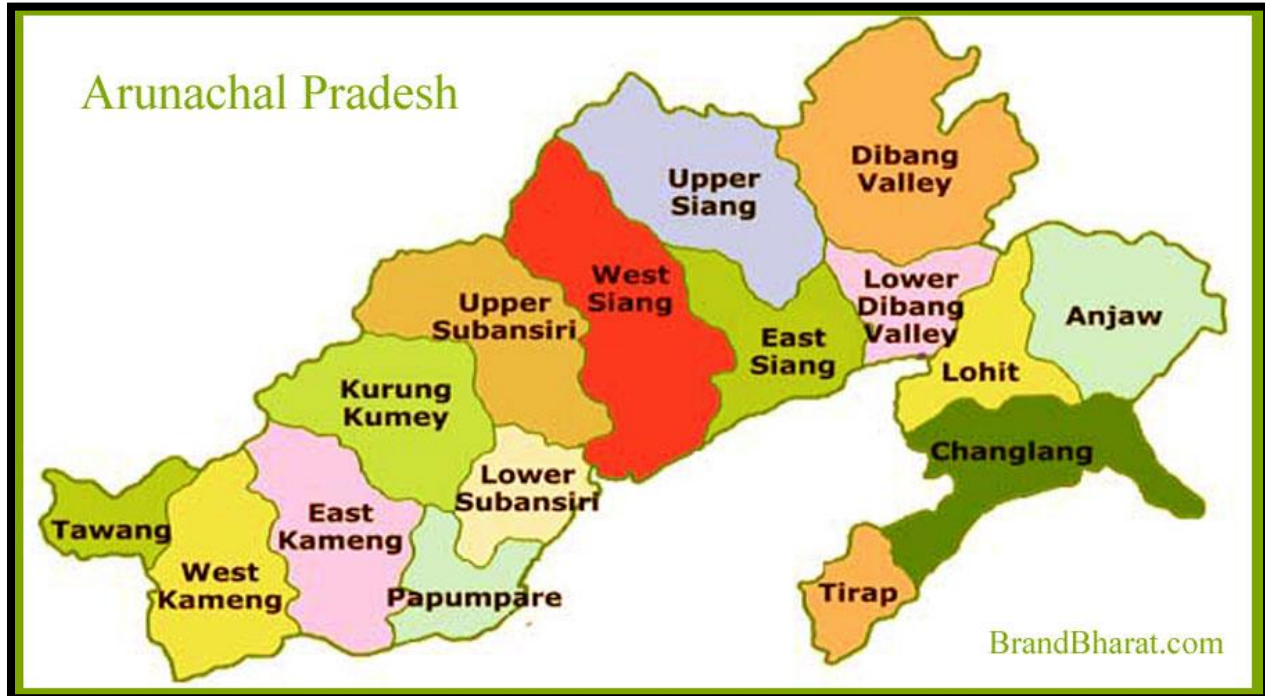 Arunachal Pradesh
Dibang
Valley
Upper
Siang
West
Siang
Lower
Dibang
Valley
Anjaw
Upper
Subansiri
East
Siang
Lohit
Kurung
Kumey
Changlang
Lower
Subansiri
Tawang
East
Kameng
West
Kameng
Papumpare
Tirap
BrandBharat.com